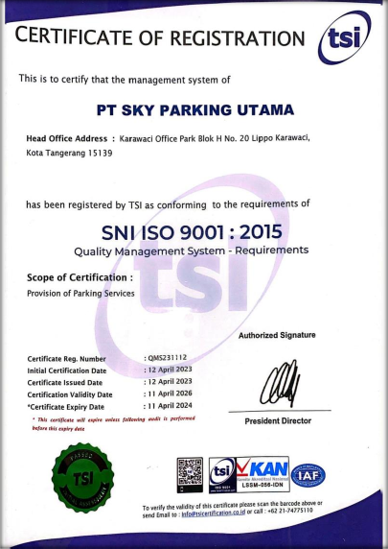 CERTIFICATE OF REGISTRATION
tsi
This is to certify that the management system of
PT SKY PARKING UTAMA
Head Office Address : Karawaci Office Park Blok H No. 20 Lippo Karawaci,
Kota Tangerang 15139
has been registered by TSI as conforming to the requirements of
SNI ISO 9001 : 2015
Quality Management System - Requirements
tsi
Scope of Certification :
Provision of Parking Services
Authorized Signature
Certificate Reg. Number : QMS231112
Initial Certification Date : 12 April 2023
Certificate Issued Date : 12 April 2023
Certification Validity Date : 11 April 2026
*Certificate Expiry Date : 11 April 2024
* This certificate will expire unless following audit is performed
before this expiry date
President Director
TSI
KAN
Komite Akreditasi Nasional
LSSM-056-IDN
IAF
To verify the validity of this certificate please scan the barcode above or
send Email to : info@tsicertification.co.id or call : +62 21-74775110